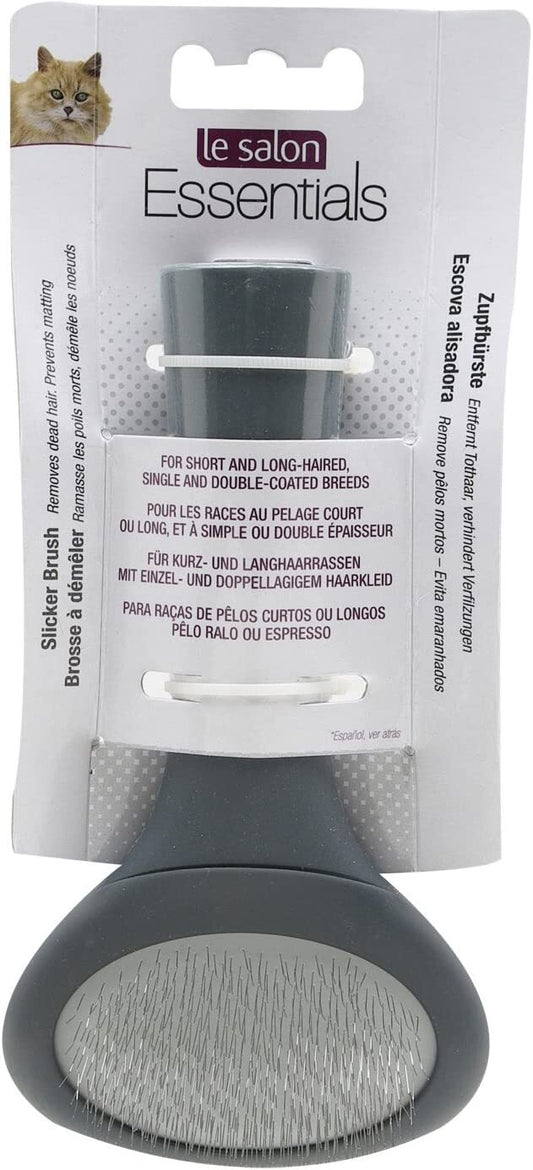 le salon
Essentials
Slicker Brush Removes dead hair. Prevents matting
Brosse à démêler Ramasse les poils morts, démêle les noeuds
Zupfbürste Entfernt Tothaar, verhindert Verfilzungen
Escova alisadora Remove pêlos mortos – Evita emaranhados
FOR SHORT AND LONG-HAIRED,
SINGLE AND DOUBLE-COATED BREEDS
POUR LES RACES AU PELAGE COURT
OU LONG, ET À SIMPLE OU DOUBLE ÉPAISSEUR
FÜR KURZ- UND LANGHAARRASSEN
MIT EINZEL- UND DOPPELLAGIGEM HAARKLEID
PARA RAÇAS DE PÊLOS CURTOS OU LONGOS
PÊLO RALO OU ESPRESSO
*Español, ver atrás